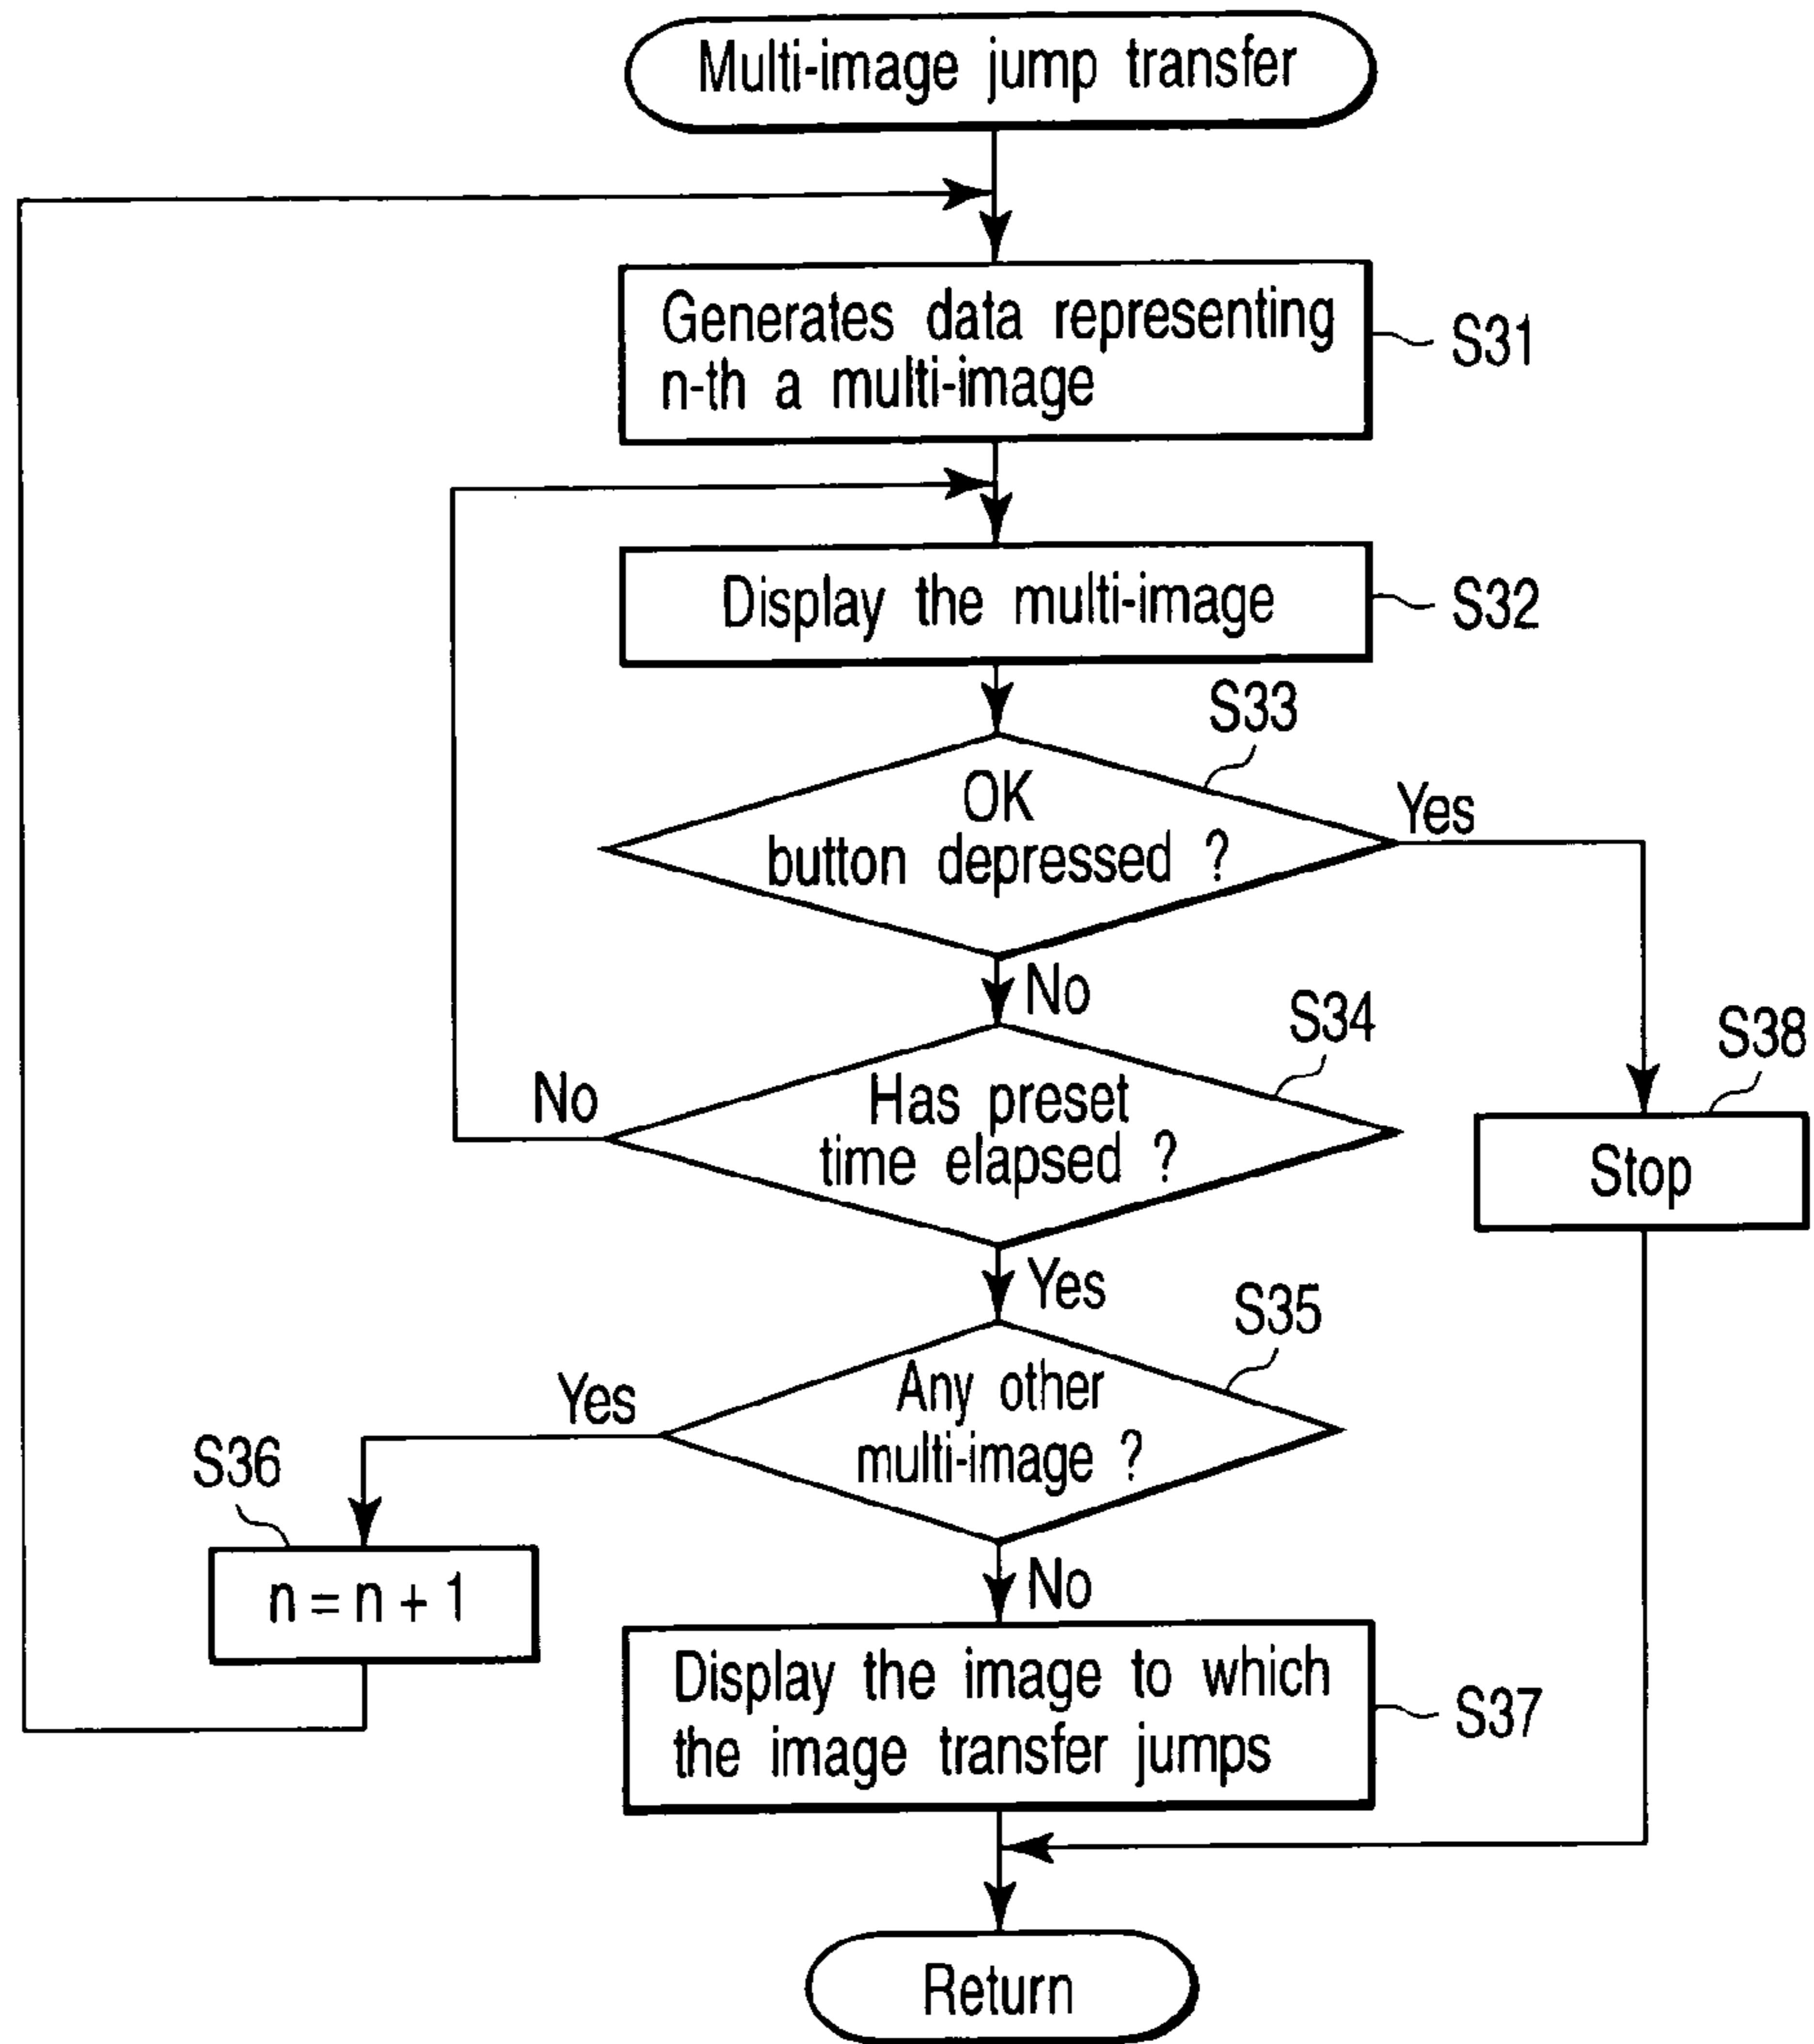 Multi-image jump transfer
Generates data representing
n-th a multi-image
S31
Display the multi-image
S32
S33
OK
button depressed ?
Yes
No
S34
Has preset
time elapsed ?
No
S38
Stop
Yes
S35
Any other
multi-image ?
Yes
S36
n = n + 1
No
Display the image to which
the image transfer jumps
S37
Return